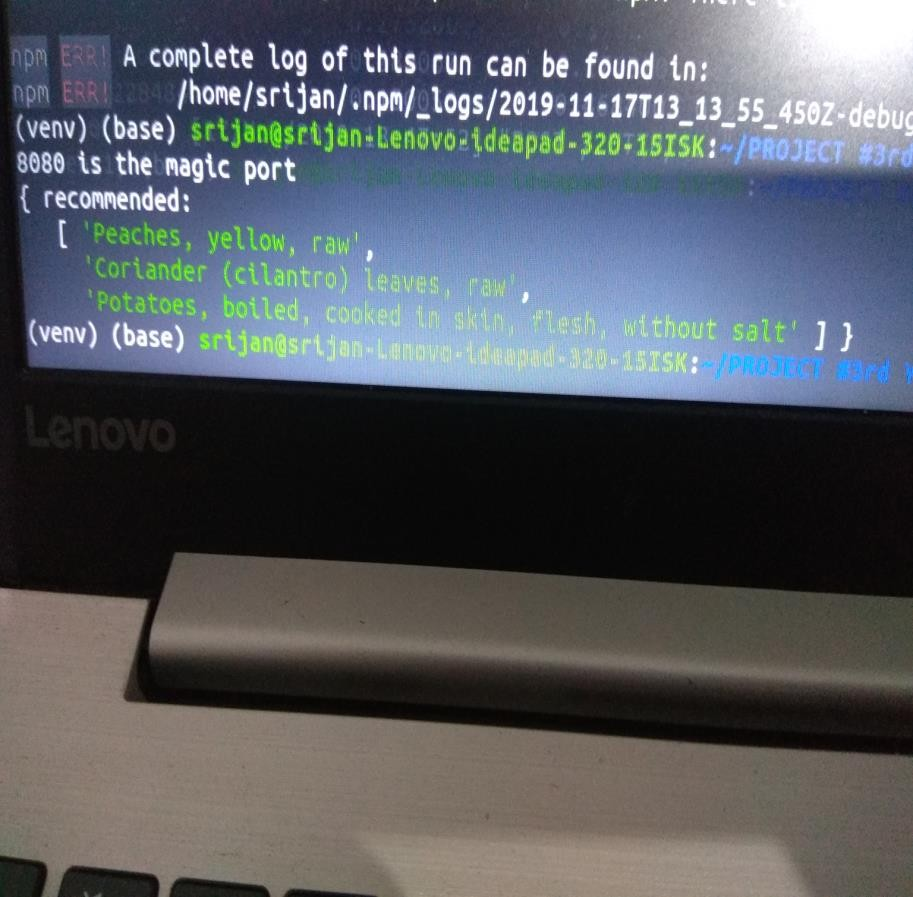 npm ERR! A complete log of this run can be found in:
npm ERR! /home/srijan/.npm/_logs/2019-11-17T13_13_55_450Z-debug
(venv) (base) srijan@srijan-Lenovo-ideapad-320-15ISK:~/PROJECT #3rd
8080 is the magic port
{ recommended:
[ 'Peaches, yellow, raw',
'Coriander (cilantro) leaves, raw',
'Potatoes, boiled, cooked in skin, flesh, without salt' ] }
(venv) (base) srijan@srijan-Lenovo-ideapad-320-15ISK:~/PROJECT #3rd Y
Lenovo